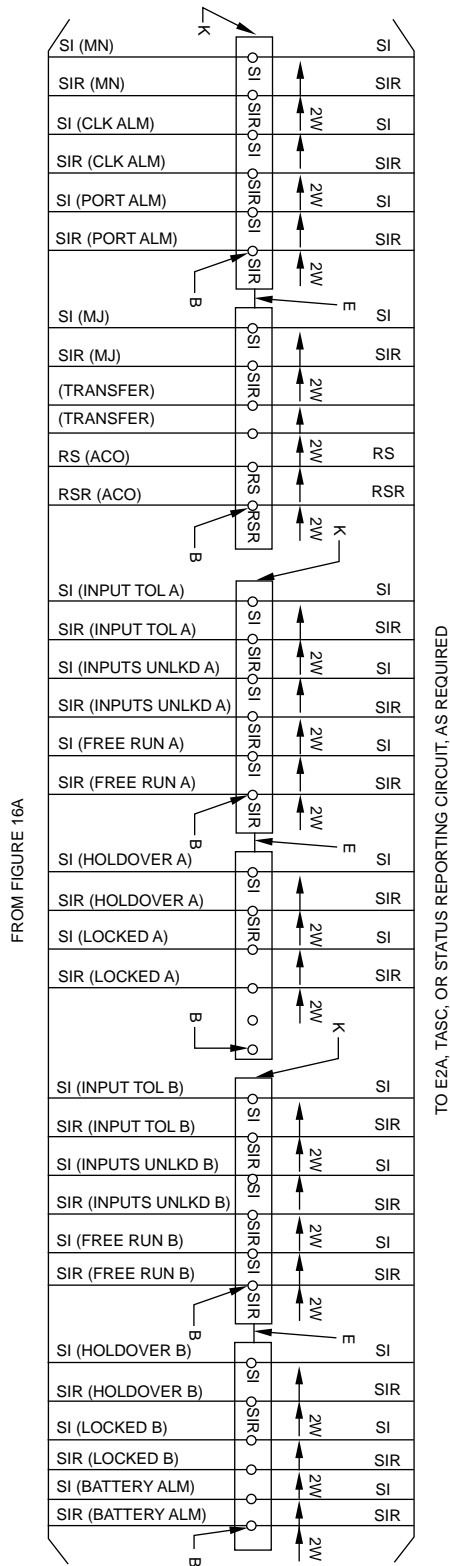 K
SI (MN) SI SI
SIR (MN) SIR SIR
2W
SI (CLK ALM) SI SI
SIR (CLK ALM) SIR SIR
2W
SI (PORT ALM) SI SI
SIR (PORT ALM) SIR SIR
2W
B
E
SI (MJ) SI SI
SIR (MJ) SIR SIR
2W
(TRANSFER)
(TRANSFER)
2W
RS (ACO) RS RS
RSR (ACO) RSR RSR
2W
B
K
SI (INPUT TOL A) SI SI
SIR (INPUT TOL A) SIR SIR
2W
SI (INPUTS UNLKD A) SI SI
SIR (INPUTS UNLKD A) SIR SIR
2W
SI (FREE RUN A) SI SI
SIR (FREE RUN A) SIR SIR
2W
B
E
SI (HOLDOVER A) SI SI
SIR (HOLDOVER A) SIR SIR
2W
SI (LOCKED A) SI
SIR (LOCKED A) SIR
2W
B
K
SI (INPUT TOL B) SI SI
SIR (INPUT TOL B) SIR SIR
2W
SI (INPUTS UNLKD B) SI SI
SIR (INPUTS UNLKD B) SIR SIR
2W
SI (FREE RUN B) SI SI
SIR (FREE RUN B) SIR SIR
2W
B
E
SI (HOLDOVER B) SI SI
SIR (HOLDOVER B) SIR SIR
2W
SI (LOCKED B) SI
SIR (LOCKED B) SIR
2W
SI (BATTERY ALM) SI
SIR (BATTERY ALM) SIR
2W
B
FROM FIGURE 16A
TO E2A, TASC, OR STATUS REPORTING CIRCUIT, AS REQUIRED